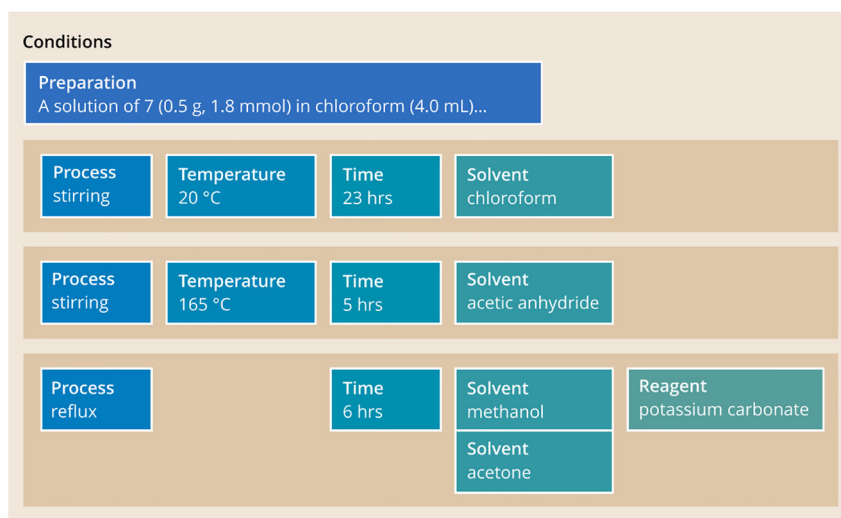 Conditions
Preparation
A solution of 7 (0.5 g, 1.8 mmol) in chloroform (4.0 mL)...
Process
stirring
Temperature
20 °C
Time
23 hrs
Solvent
chloroform
Process
stirring
Temperature
165 °C
Time
5 hrs
Solvent
acetic anhydride
Process
reflux
Time
6 hrs
Solvent
methanol
Solvent
acetone
Reagent
potassium carbonate